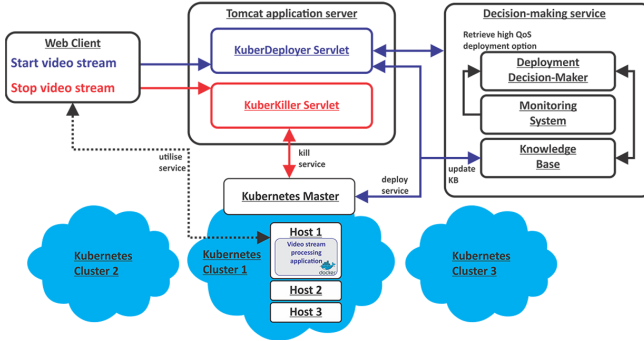 Tomcat application server
Decision-making service
Web Client
Start video stream
Stop video stream
KuberDeployer Servlet
KuberKiller Servlet
Retrieve high QoS
deployment option
Deployment
Decision-Maker
Monitoring
System
Knowledge
Base
utilise
service
kill
service
deploy
service
update
KB
Kubernetes Master
Kubernetes
Cluster 2
Kubernetes
Cluster 1
Host 1
Video stream
processing
application
docker
Host 2
Host 3
Kubernetes
Cluster 3